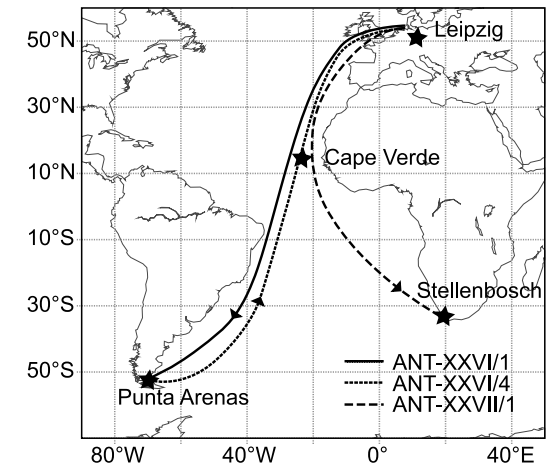 50°N
30°N
10°N
10°S
30°S
50°S
Leipzig
Cape Verde
Stellenbosch
Punta Arenas
ANT-XXVI/1
ANT-XXVI/4
ANT-XXVII/1
80°W
40°W
0°
40°E